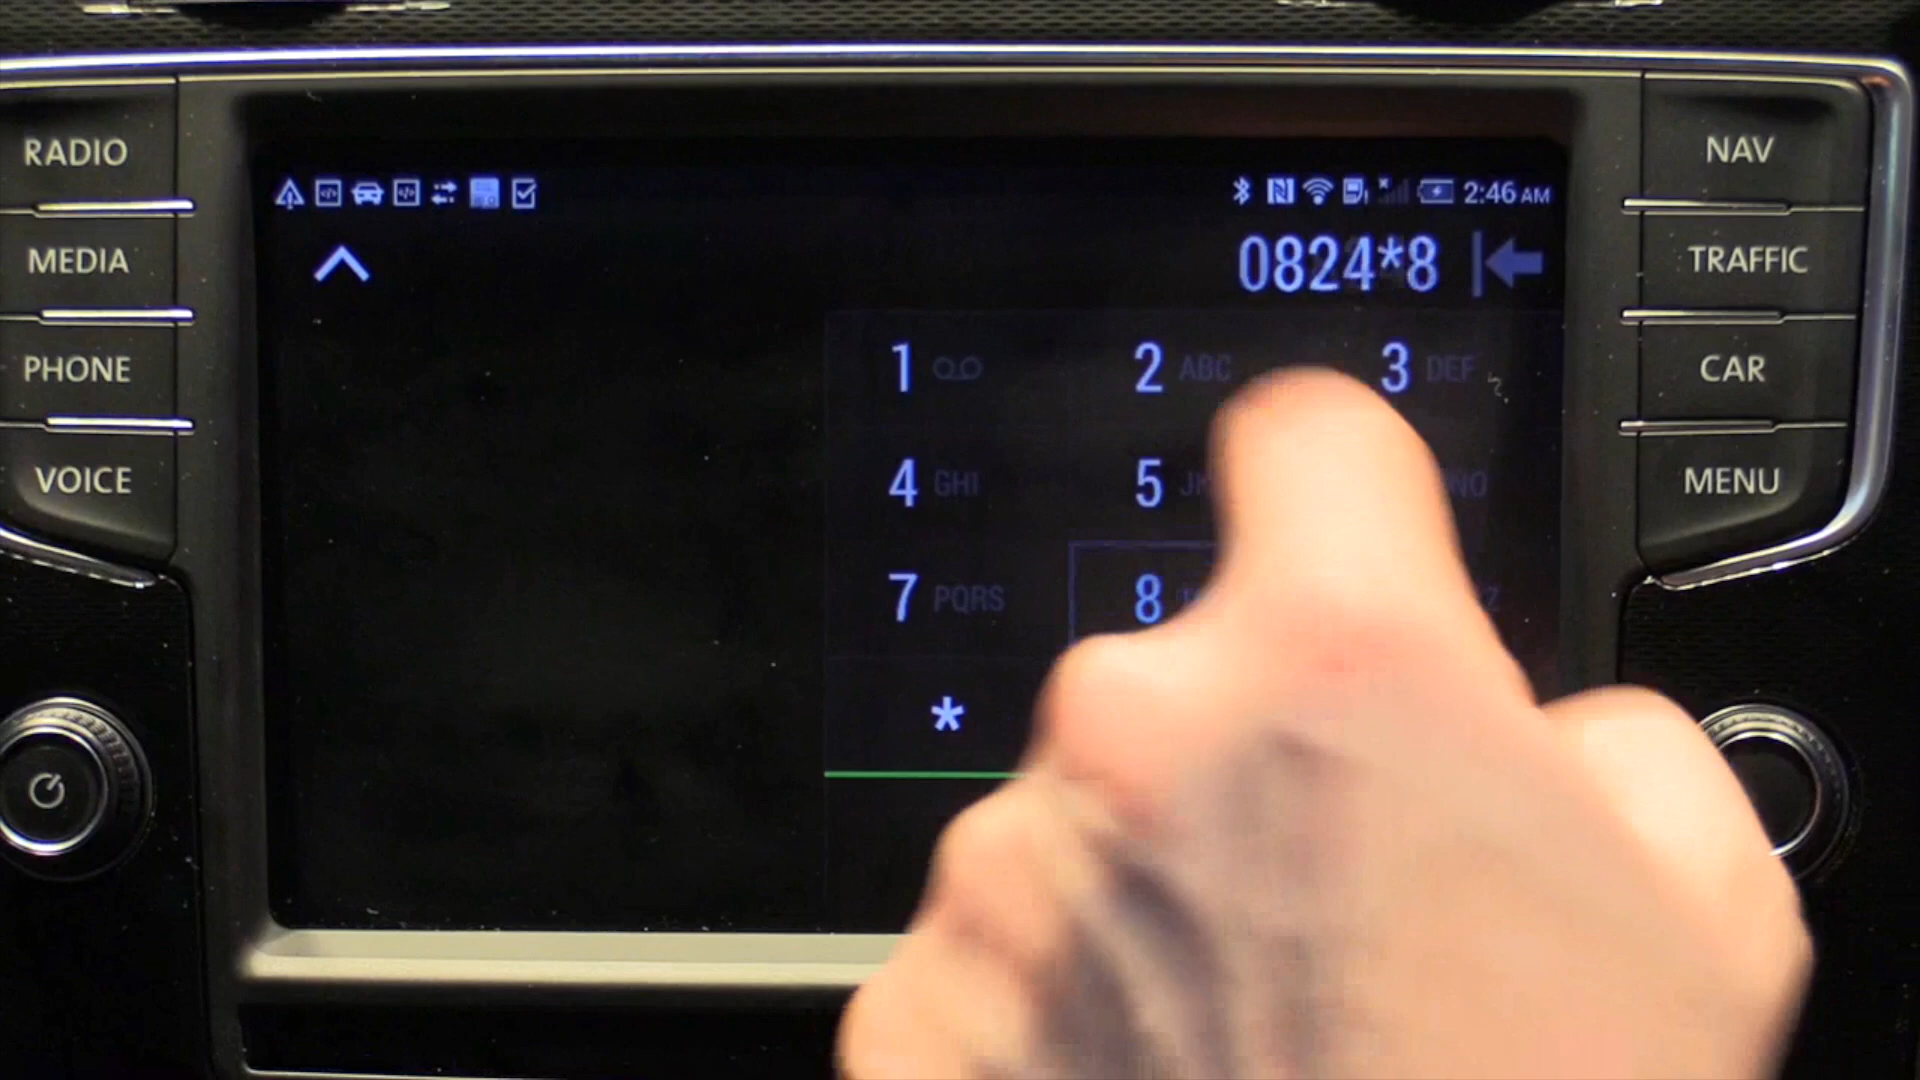 RADIO
MEDIA
PHONE
VOICE
2:46 AM
0824*8
1
2 ABC
3 DEF
4 GHI
5
7 PQRS
8
*
NAV
TRAFFIC
CAR
MENU